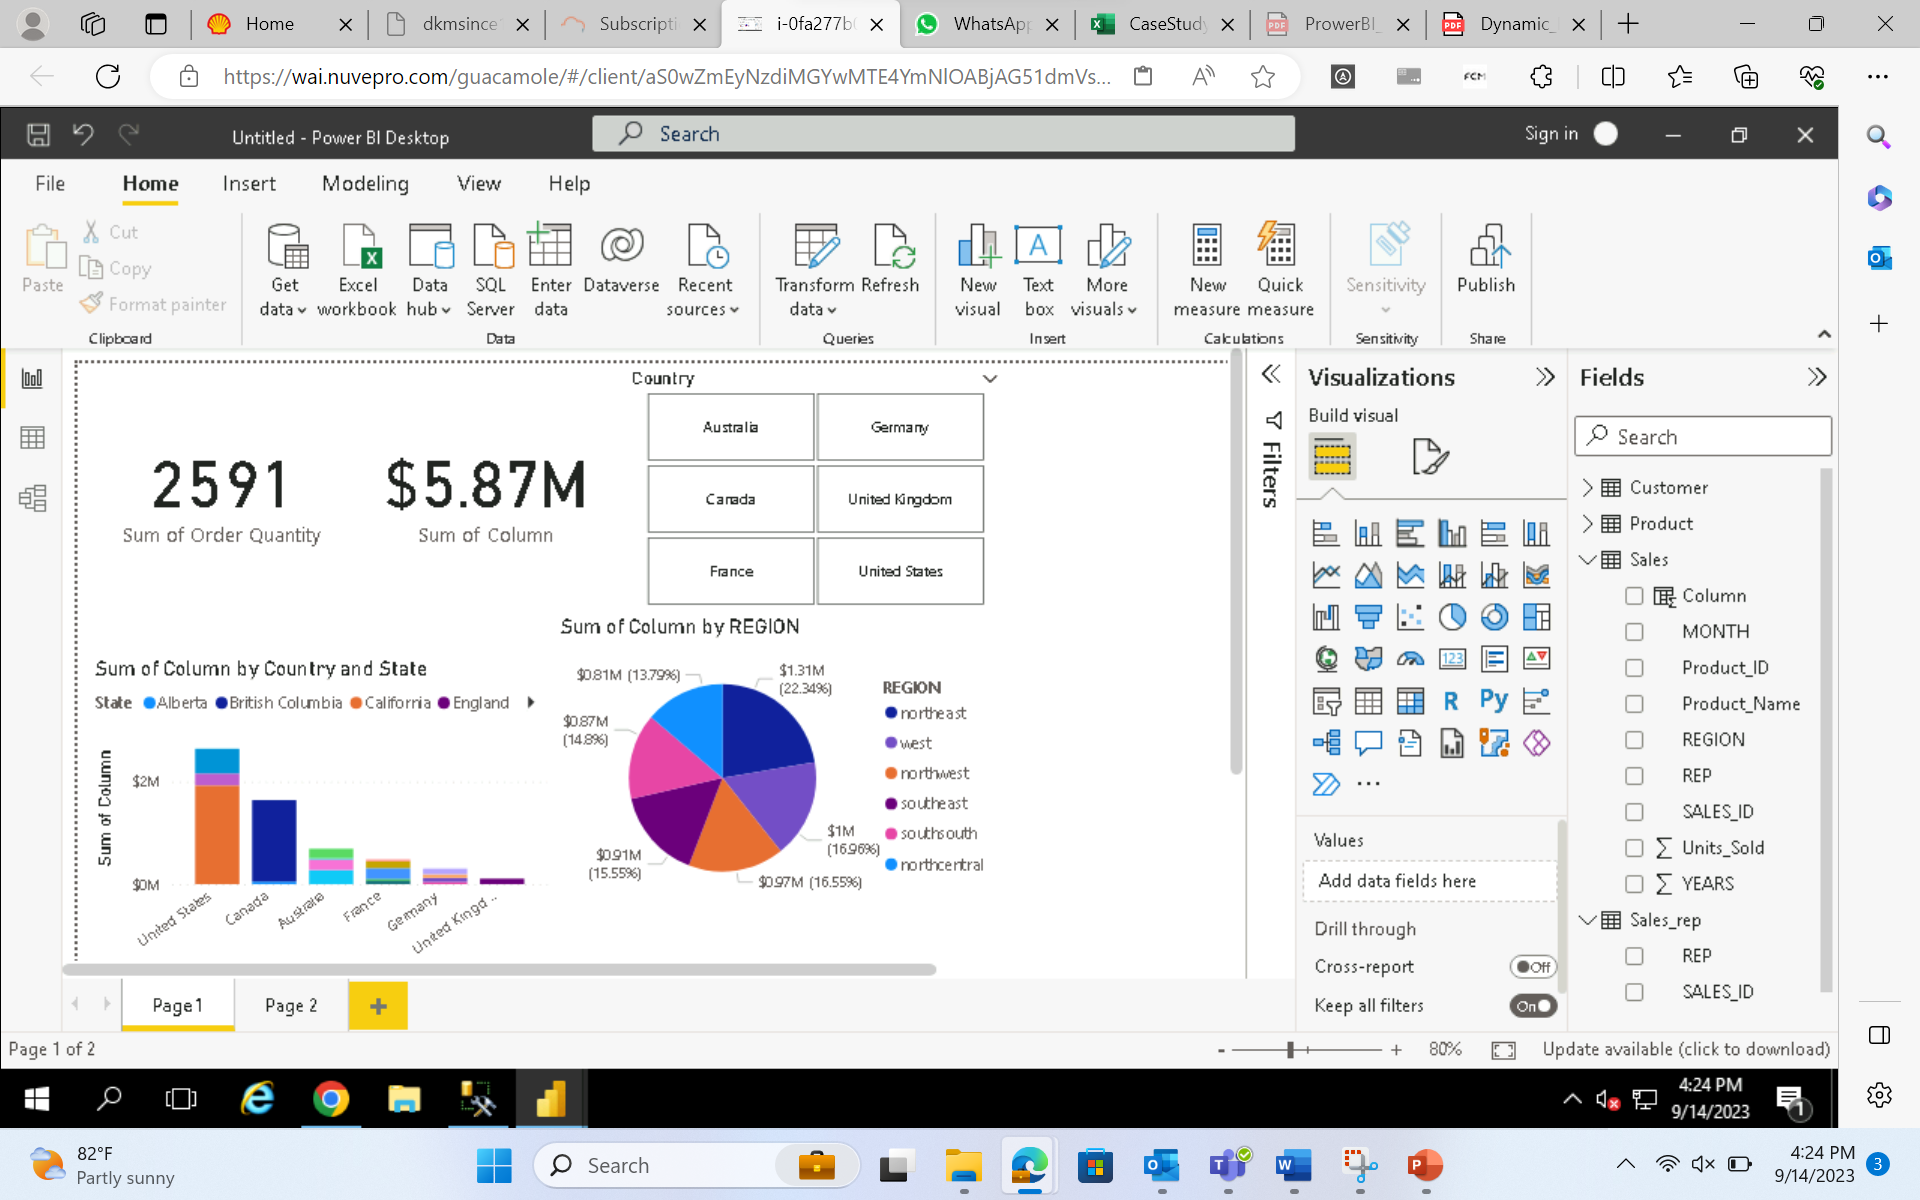 Home
dkmsince
Subscripti
i-0fa277b
WhatsApp
CaseStudy
ProwerBI_
Dynamic_
https://wai.nuvepro.com/guacamole/#/client/aS0wZmEyNzdiMGYwMTE4YmNlOABjAG51dmVs...
Untitled - Power BI Desktop
Search
Sign in
File
Home
Insert
Modeling
View
Help
Paste
Cut
Copy
Format painter
Clipboard
Get data
Excel workbook
Data hub
SQL Server
Enter data
Dataverse
Recent sources
Data
Transform data
Refresh
Queries
New visual
Text box
More visuals
Insert
New measure
Quick measure
Calculations
Sensitivity
Sensitivity
Publish
Share
2591
Sum of Order Quantity
$5.87M
Sum of Column
Country
Australia
Germany
Canada
United Kingdom
France
United States
Sum of Column by Country and State
State Alberta British Columbia California England
Sum of Column
$2M
$0M
United States
Canada
Australia
France
Germany
United Kingd...
Sum of Column by REGION
$0.81M (13.79%)
$1.31M
(22.34%)
$0.87M
(14.8%)
$1M
(16.96%)
$0.91M
(15.55%)
$0.97M (16.55%)
REGION
northeast
west
northwest
southeast
southsouth
northcentral
Filters
Visualizations
Build visual
123
R
Py
Values
Add data fields here
Drill through
Cross-report
Off
Keep all filters
On
Fields
Search
Customer
Product
Sales
Column
MONTH
Product_ID
Product_Name
REGION
REP
SALES_ID
Units_Sold
YEARS
Sales_rep
REP
SALES_ID
Page 1
Page 2
Page 1 of 2
80%
Update available (click to download)
4:24 PM
9/14/2023
1
82°F
Partly sunny
Search
4:24 PM
9/14/2023
3